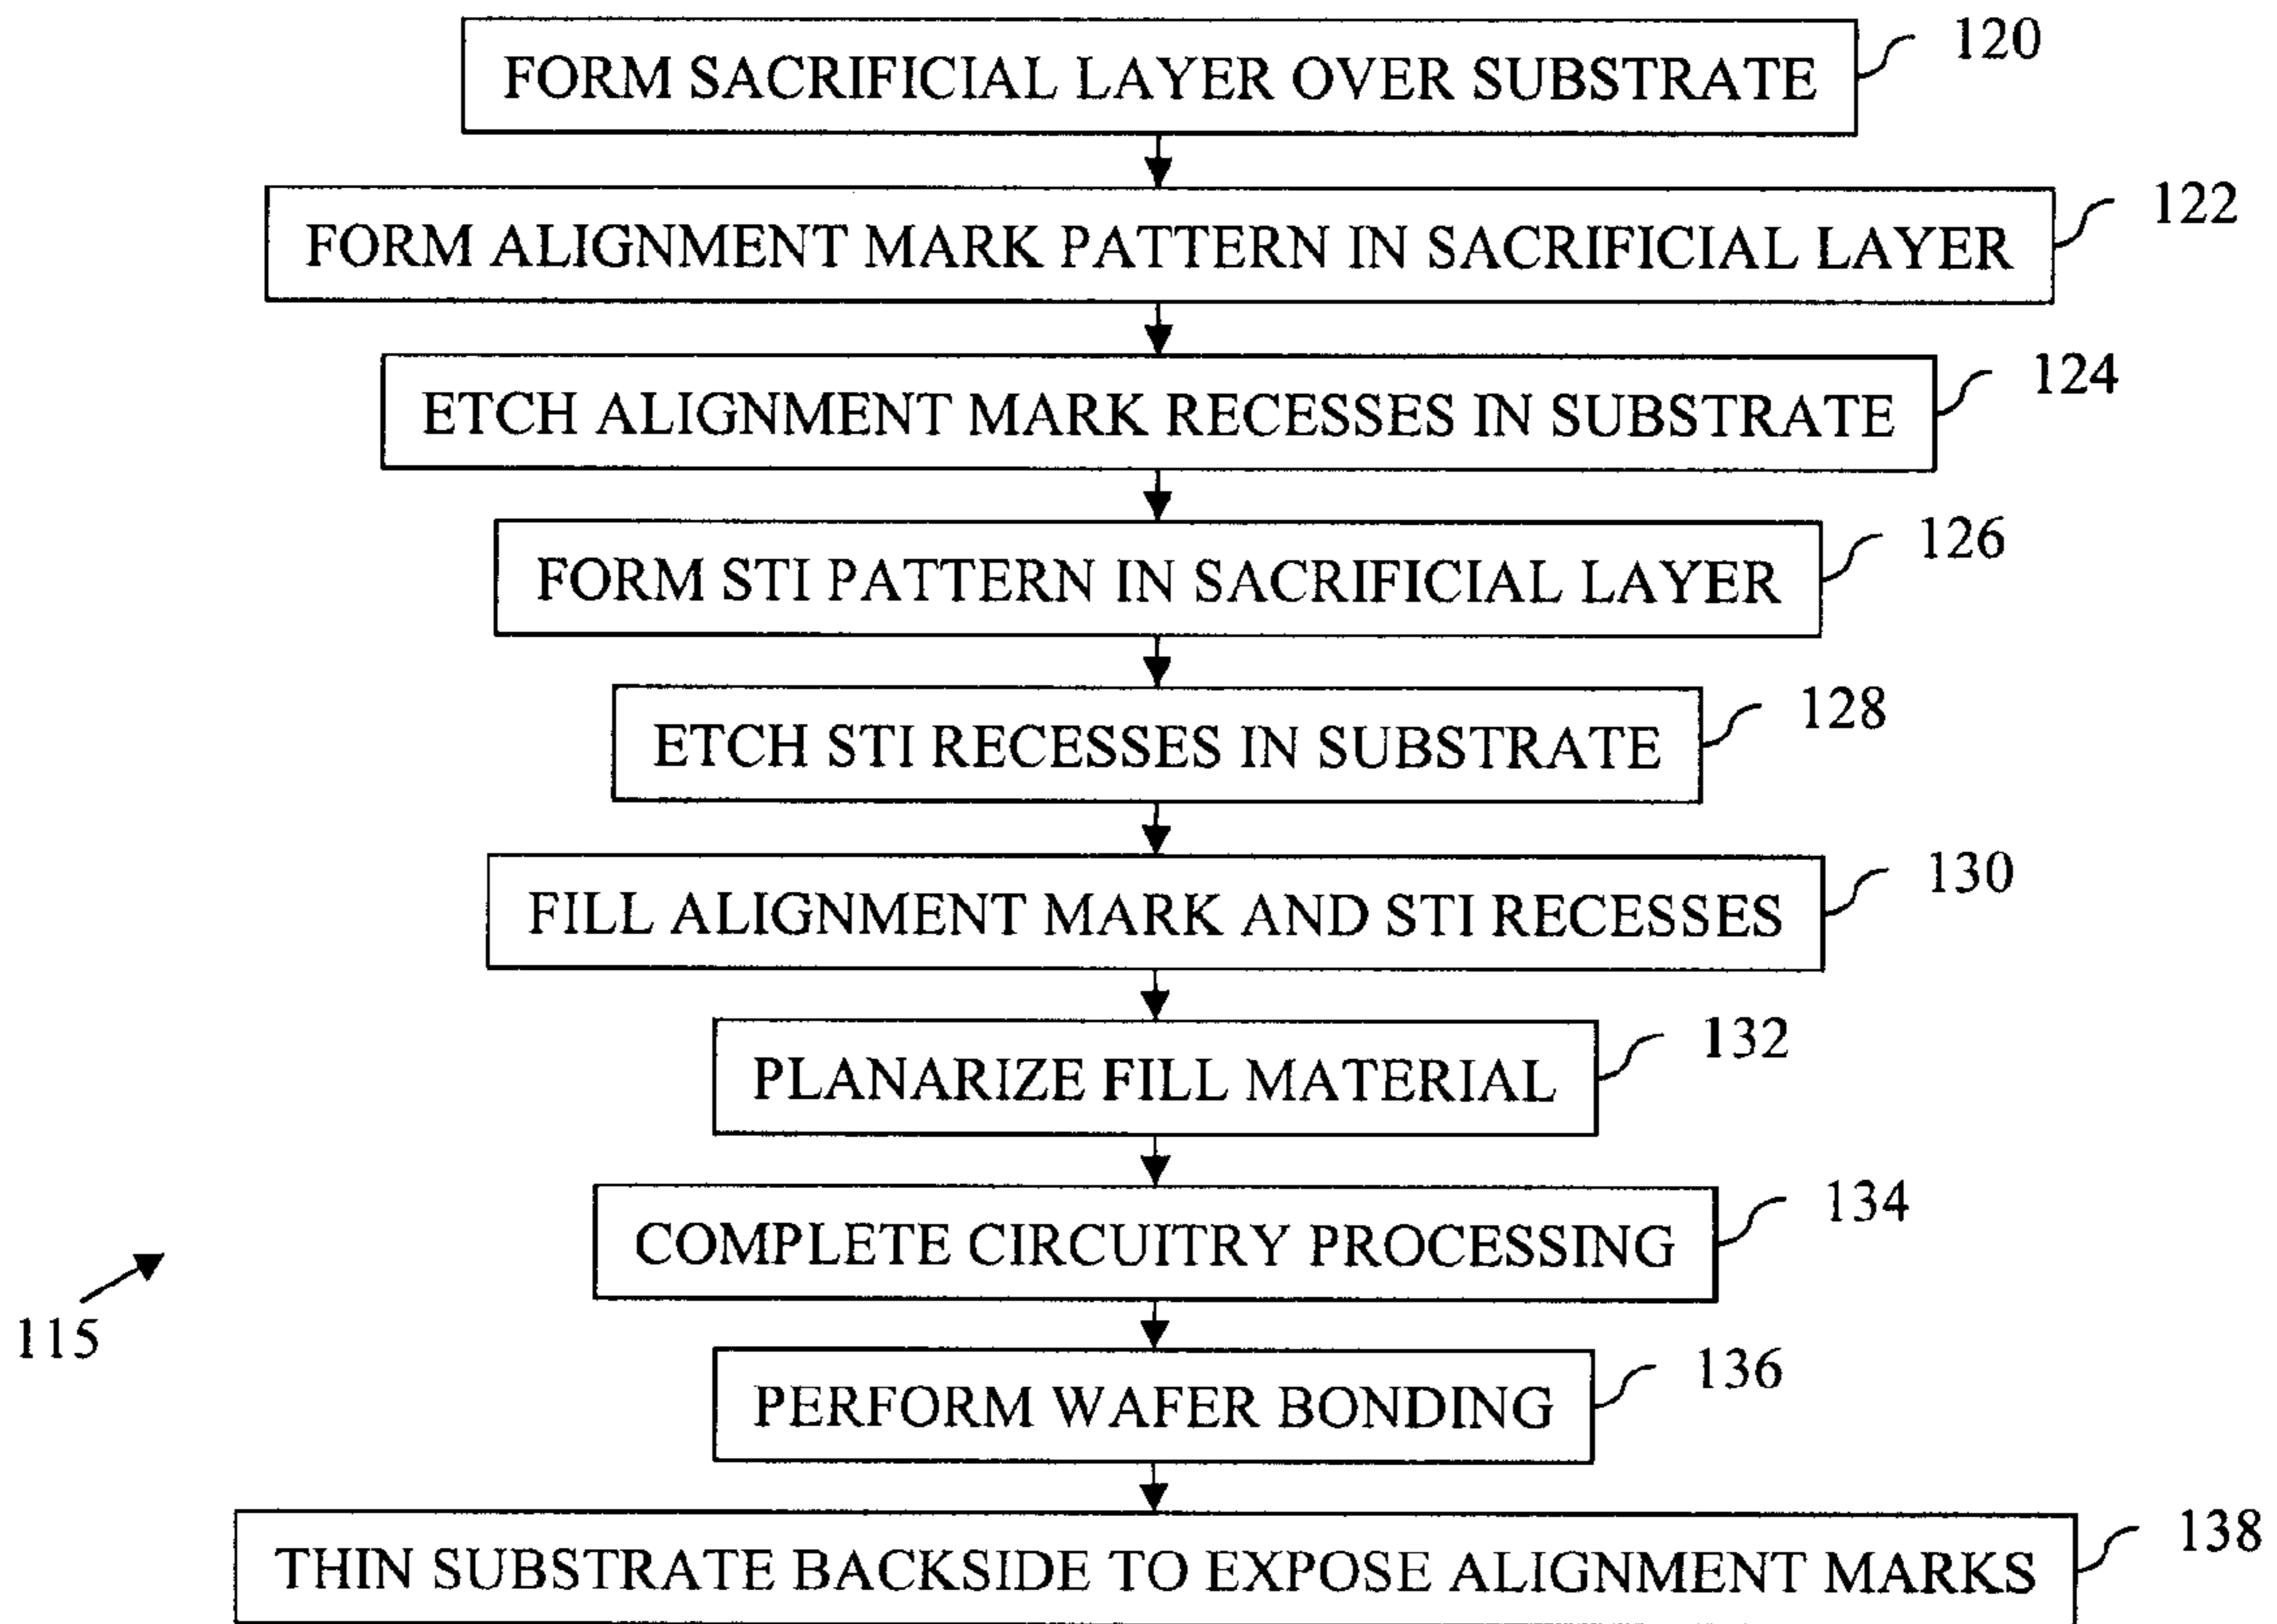 FORM SACRIFICIAL LAYER OVER SUBSTRATE
120
FORM ALIGNMENT MARK PATTERN IN SACRIFICIAL LAYER
122
ETCH ALIGNMENT MARK RECESSES IN SUBSTRATE
124
FORM STI PATTERN IN SACRIFICIAL LAYER
126
ETCH STI RECESSES IN SUBSTRATE
128
FILL ALIGNMENT MARK AND STI RECESSES
130
PLANARIZE FILL MATERIAL
132
COMPLETE CIRCUITRY PROCESSING
134
115
PERFORM WAFER BONDING
136
THIN SUBSTRATE BACKSIDE TO EXPOSE ALIGNMENT MARKS
138